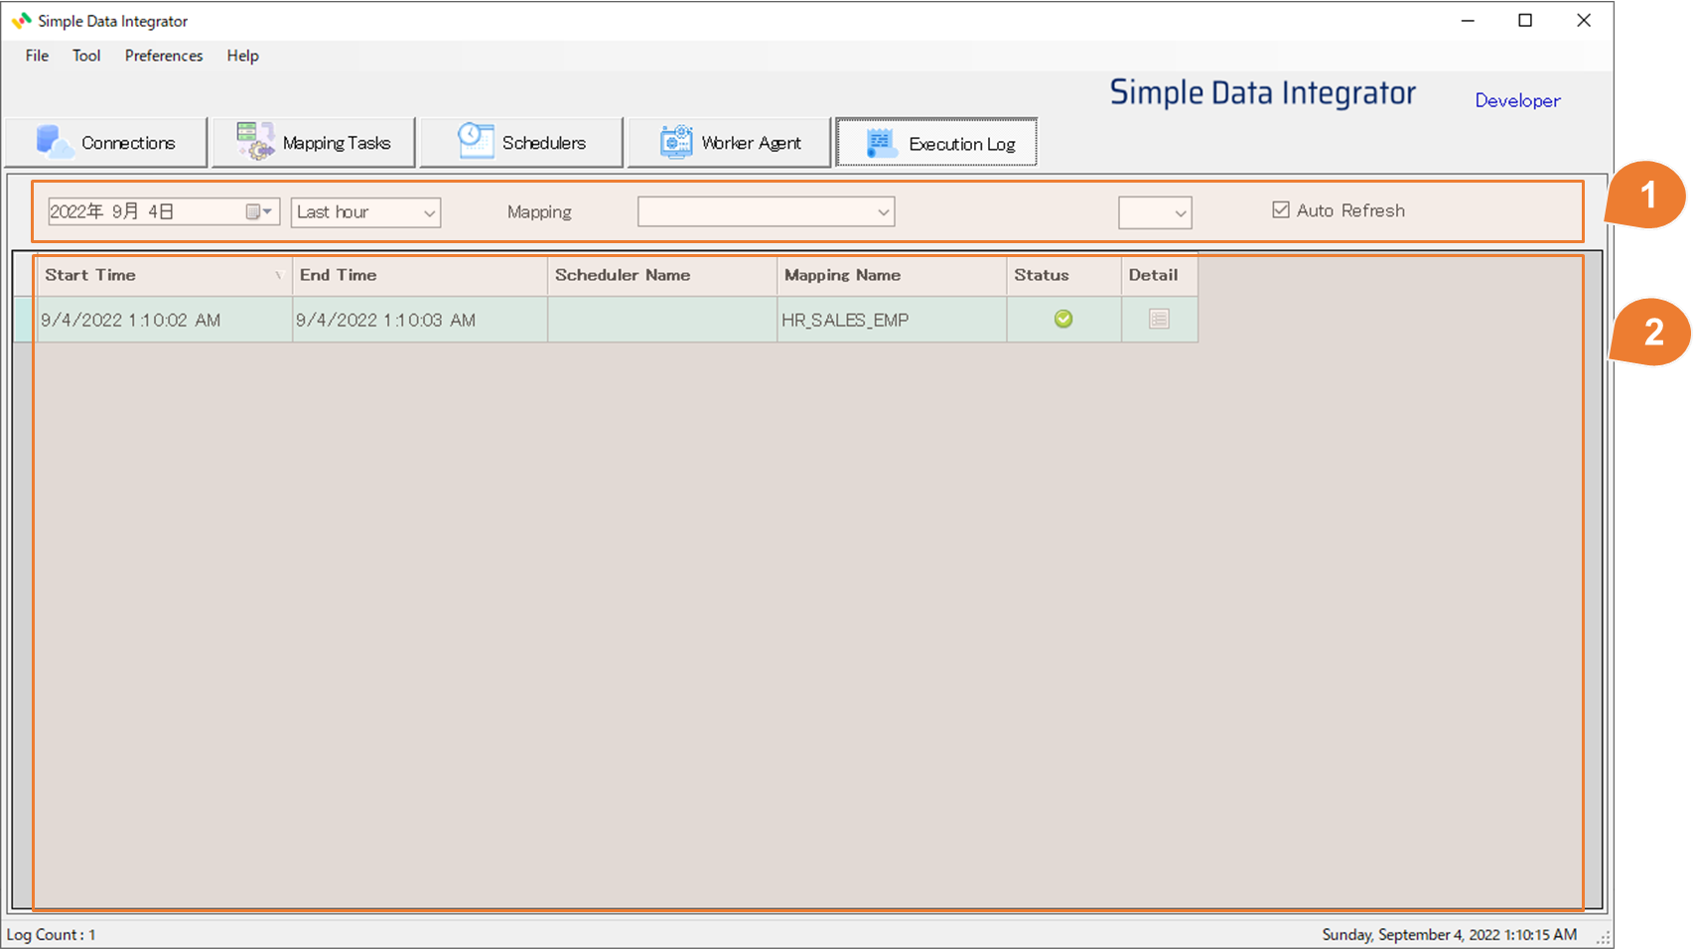 Simple Data Integrator
File Tool Preferences Help
Simple Data Integrator Developer
Connections Mapping Tasks Schedulers Worker Agent Execution Log
1
2022年 9月 4日 Last hour Mapping Auto Refresh
Start Time End Time Scheduler Name Mapping Name Status Detail
9/4/2022 1:10:02 AM 9/4/2022 1:10:03 AM HR_SALES_EMP
2
Log Count : 1 Sunday, September 4, 2022 1:10:15 AM